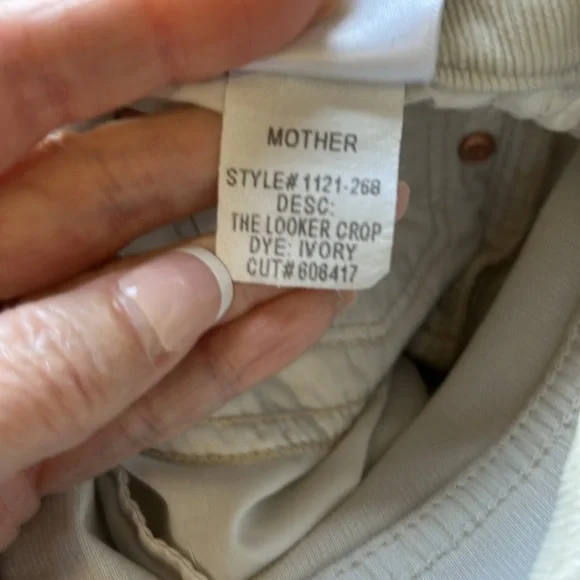 MOTHER
STYLE# 1121-268
DESC:
THE LOOKER CROP
DYE: IVORY
CUT# 608417